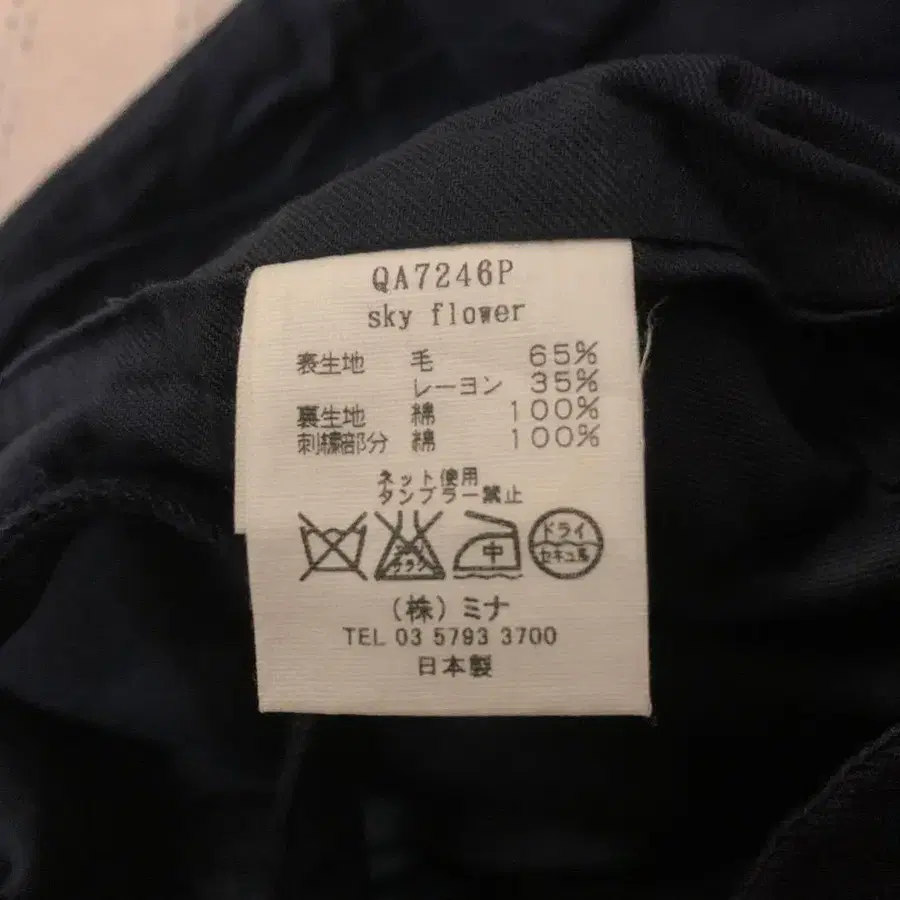 QA7246P
sky flower
表生地 毛 65%
レーヨン 35%
裏生地 綿 100%
刺繍部分 綿 100%
ネット使用
タンブラー禁止
中
ドライ
セキユ系
(株)ミナ
TEL 03 5793 3700
日本製